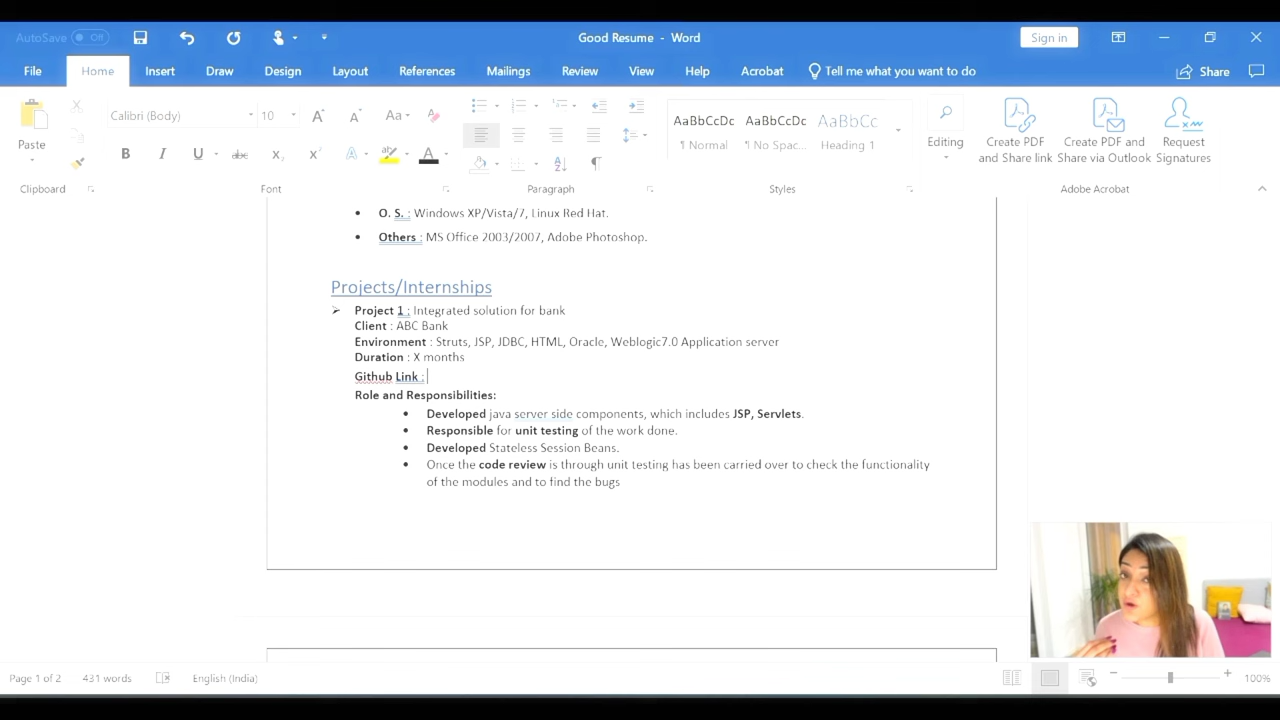 AutoSave Off
Good Resume - Word
Sign in
File Home Insert Draw Design Layout References Mailings Review View Help Acrobat Tell me what you want to do Share
Paste
Calibri (Body) 10 A A Aa A
AaBbCcDc AaBbCcDc AaBbCc
¶ Normal ¶ No Spac... Heading 1
B I U abc X₂ X² A A
Editing
Create PDF and Share link
Create PDF and Share via Outlook
Request Signatures
Clipboard Font Paragraph Styles Adobe Acrobat
• O. S. : Windows XP/Vista/7, Linux Red Hat.
• Others : MS Office 2003/2007, Adobe Photoshop.
Projects/Internships
➢ Project 1 : Integrated solution for bank
Client : ABC Bank
Environment : Struts, JSP, JDBC, HTML, Oracle, Weblogic7.0 Application server
Duration : X months
Github Link :
Role and Responsibilities:
• Developed java server side components, which includes JSP, Servlets.
• Responsible for unit testing of the work done.
• Developed Stateless Session Beans.
• Once the code review is through unit testing has been carried over to check the functionality
of the modules and to find the bugs
Page 1 of 2 431 words English (India) 100%